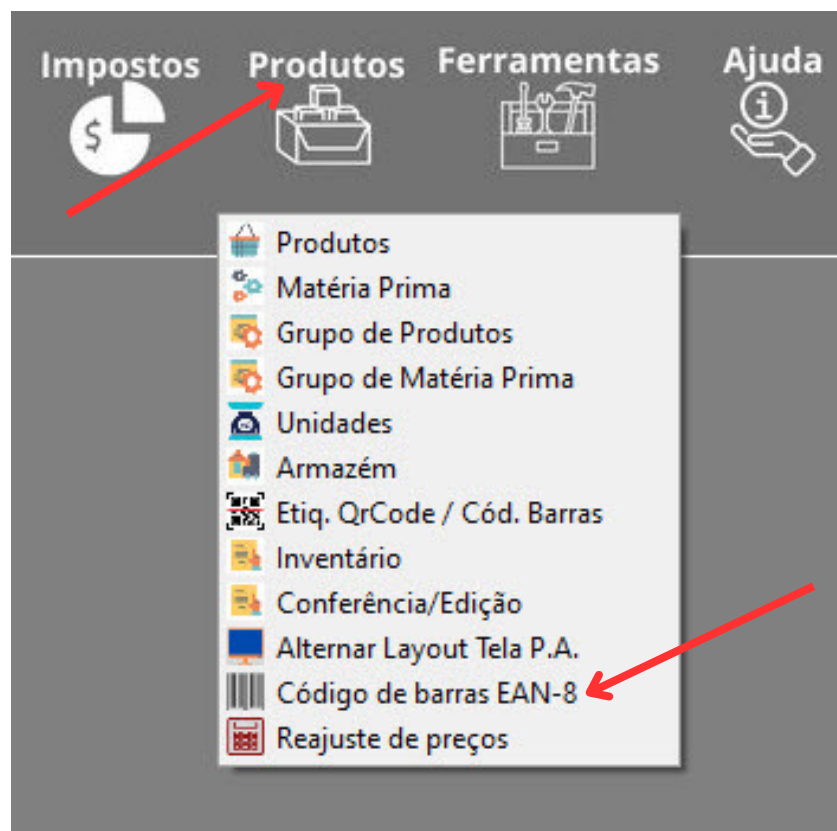 Impostos Produtos Ferramentas Ajuda
$ i
Produtos
Matéria Prima
Grupo de Produtos
Grupo de Matéria Prima
Unidades
Armazém
Etiq. QrCode / Cód. Barras
Inventário
Conferência/Edição
Alternar Layout Tela P.A.
Código de barras EAN-8
Reajuste de preços